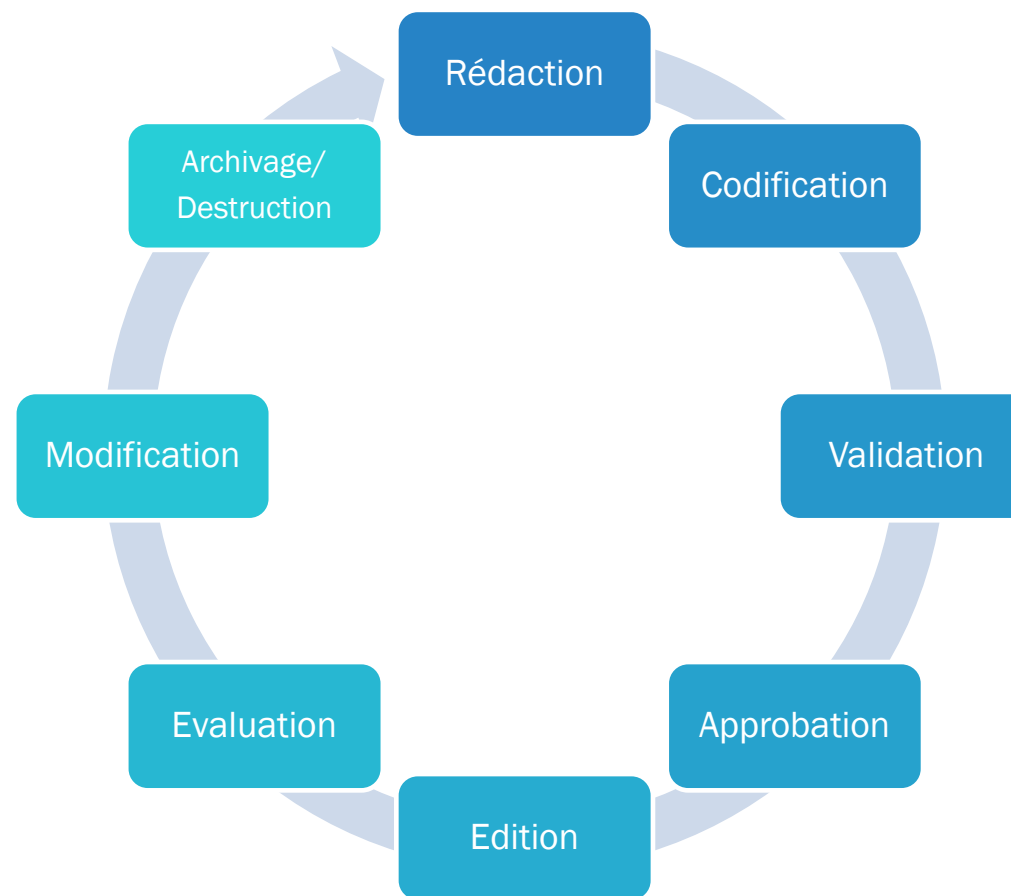 Rédaction
Codification
Validation
Approbation
Edition
Evaluation
Modification
Archivage/
Destruction